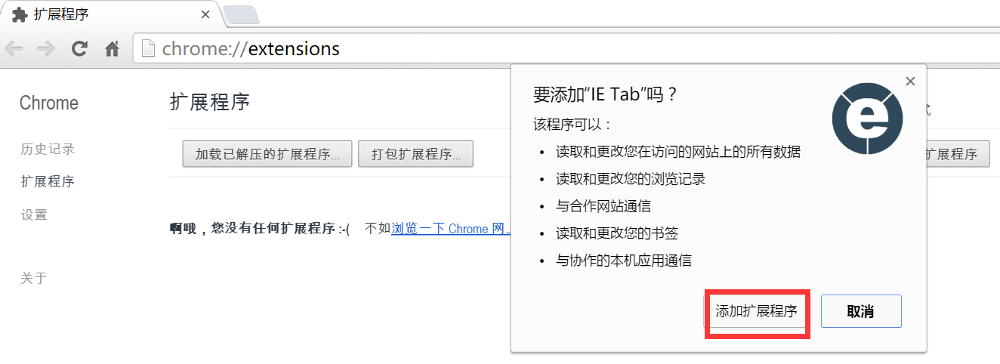 扩展程序
chrome://extensions
Chrome
历史记录
扩展程序
设置
关于
扩展程序
加载已解压的扩展程序... 打包扩展程序...
啊哦，您没有任何扩展程序 :-( 不如浏览一下 Chrome 网
式
扩展程序
要添加“IE Tab”吗？
该程序可以：
• 读取和更改您在访问的网站上的所有数据
• 读取和更改您的浏览记录
• 与合作网站通信
• 读取和更改您的书签
• 与协作的本机应用通信
添加扩展程序 取消